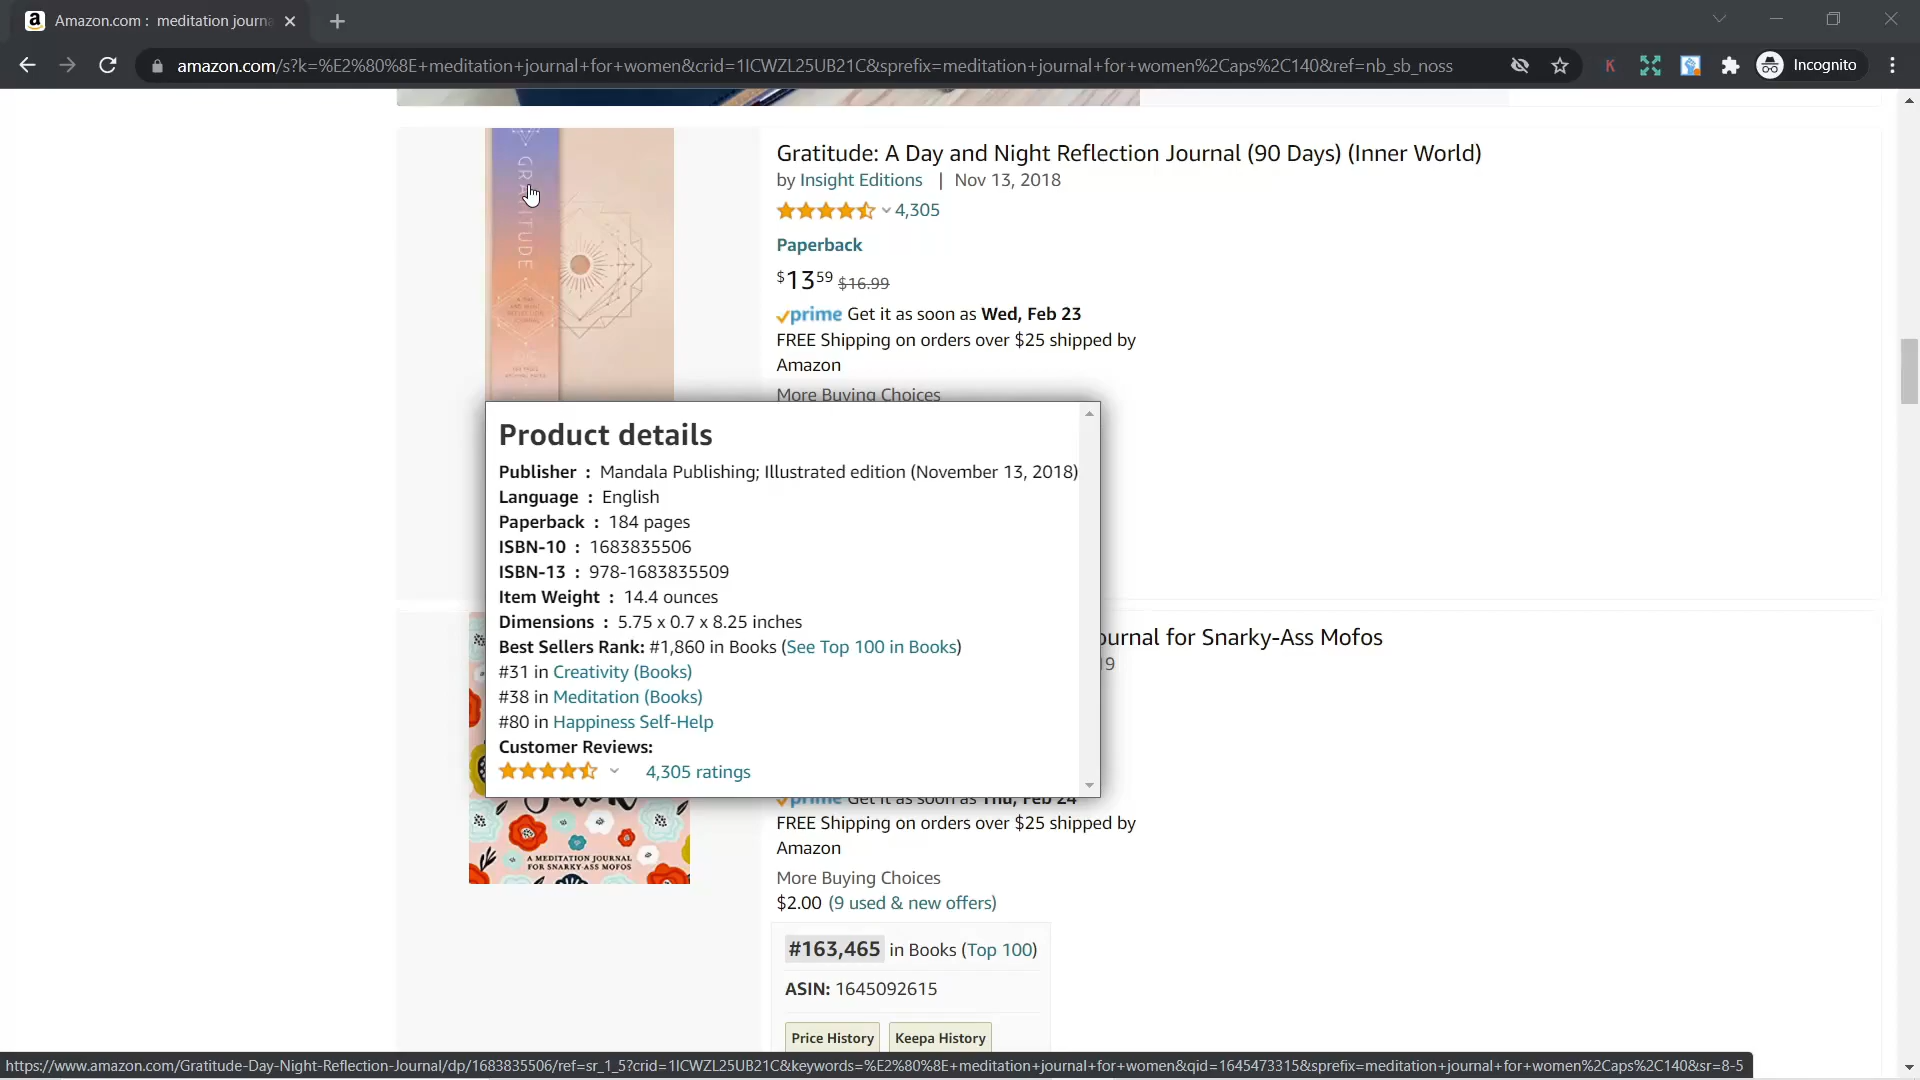 Amazon.com : meditation journa
amazon.com/s?k=%E2%80%8E+meditation+journal+for+women&crid=1ICWZL25UB21C&sprefix=meditation+journal+for+women%2Caps%2C140&ref=nb_sb_noss
Incognito
GRATITUDE
Gratitude: A Day and Night Reflection Journal (90 Days) (Inner World)
by Insight Editions | Nov 13, 2018
4,305
Paperback
$13.59 $16.99
prime Get it as soon as Wed, Feb 23
FREE Shipping on orders over $25 shipped by
Amazon
More Buying Choices
Product details
Publisher : Mandala Publishing; Illustrated edition (November 13, 2018)
Language : English
Paperback : 184 pages
ISBN-10 : 1683835506
ISBN-13 : 978-1683835509
Item Weight : 14.4 ounces
Dimensions : 5.75 x 0.7 x 8.25 inches
Best Sellers Rank: #1,860 in Books (See Top 100 in Books)
#31 in Creativity (Books)
#38 in Meditation (Books)
#80 in Happiness Self-Help
Customer Reviews:
4,305 ratings
ournal for Snarky-Ass Mofos
19
prime Get it as soon as Thu, Feb 24
FREE Shipping on orders over $25 shipped by
Amazon
More Buying Choices
$2.00 (9 used & new offers)
A MEDITATION JOURNAL
FOR SNARKY-ASS MOFOS
#163,465 in Books (Top 100)
ASIN: 1645092615
Price History Keepa History
https://www.amazon.com/Gratitude-Day-Night-Reflection-Journal/dp/1683835506/ref=sr_1_5?crid=1ICWZL25UB21C&keywords=%E2%80%8E+meditation+journal+for+women&qid=1645473315&sprefix=meditation+journal+for+women%2Caps%2C140&sr=8-5